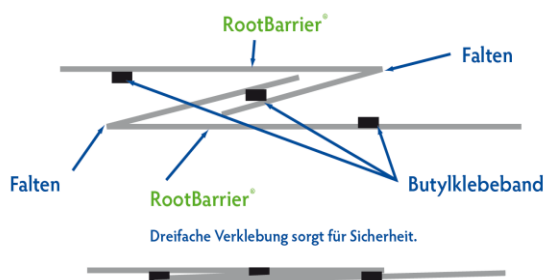 RootBarrier®
Falten
Falten
Butylklebeband
RootBarrier®
Dreifache Verklebung sorgt für Sicherheit.